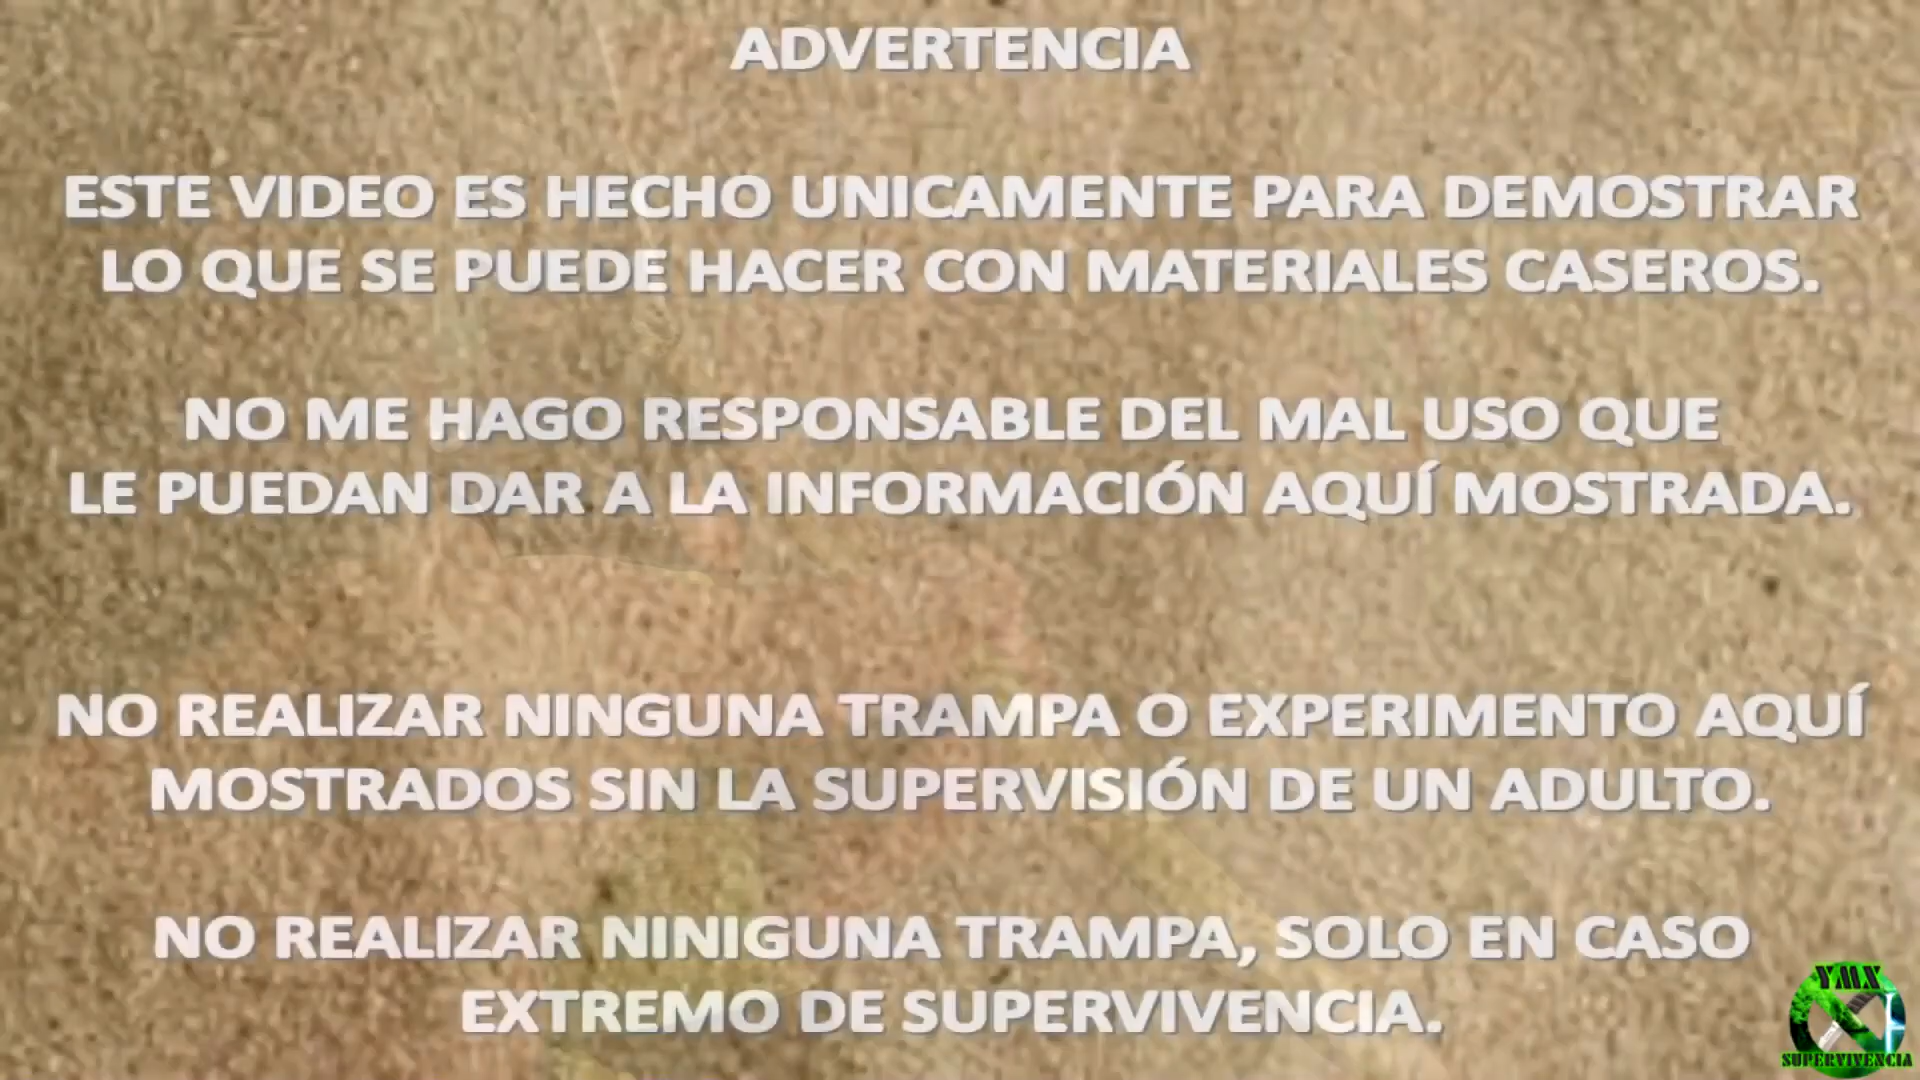 ADVERTENCIA
ESTE VIDEO ES HECHO UNICAMENTE PARA DEMOSTRAR
LO QUE SE PUEDE HACER CON MATERIALES CASEROS.
NO ME HAGO RESPONSABLE DEL MAL USO QUE
LE PUEDAN DAR A LA INFORMACIÓN AQUÍ MOSTRADA.
NO REALIZAR NINGUNA TRAMPA O EXPERIMENTO AQUÍ
MOSTRADOS SIN LA SUPERVISIÓN DE UN ADULTO.
NO REALIZAR NINIGUNA TRAMPA, SOLO EN CASO
EXTREMO DE SUPERVIVENCIA.
YMX
SUPERVIVENCIA